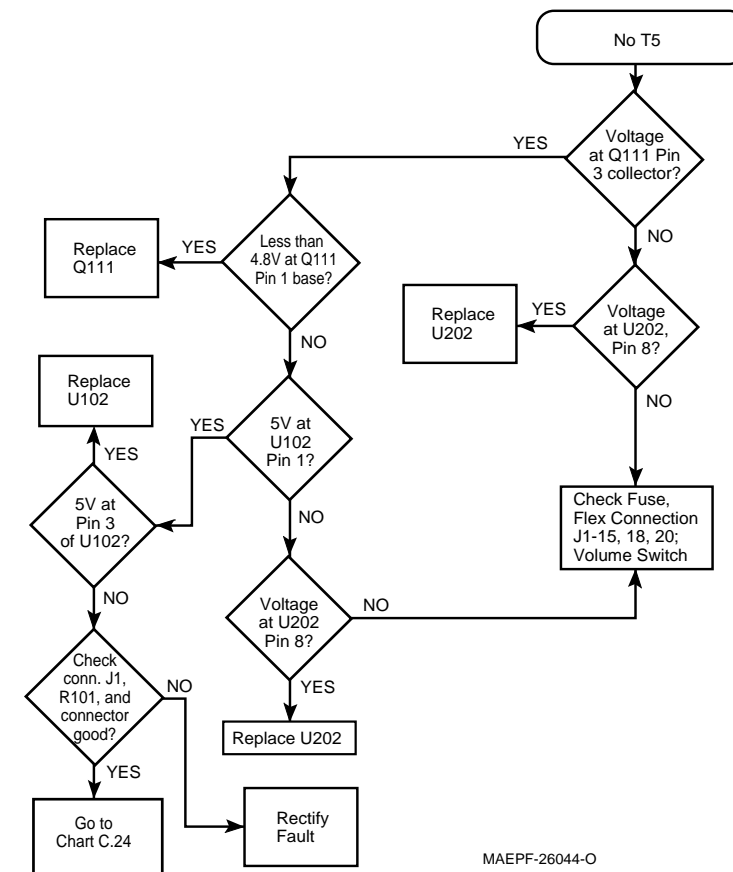 No T5
Voltage
at Q111 Pin
3 collector?
YES
NO
Less than
4.8V at Q111
Pin 1 base?
YES
Replace
Q111
NO
Voltage
at U202,
Pin 8?
YES
Replace
U202
NO
Check Fuse,
Flex Connection
J1-15, 18, 20;
Volume Switch
5V at
U102
Pin 1?
YES
NO
Replace
U102
YES
5V at
Pin 3
of U102?
NO
Voltage
at U202
Pin 8?
NO
YES
Replace U202
Check
conn. J1,
R101, and
connector
good?
NO
YES
Go to
Chart C.24
Rectify
Fault
MAEPF-26044-O